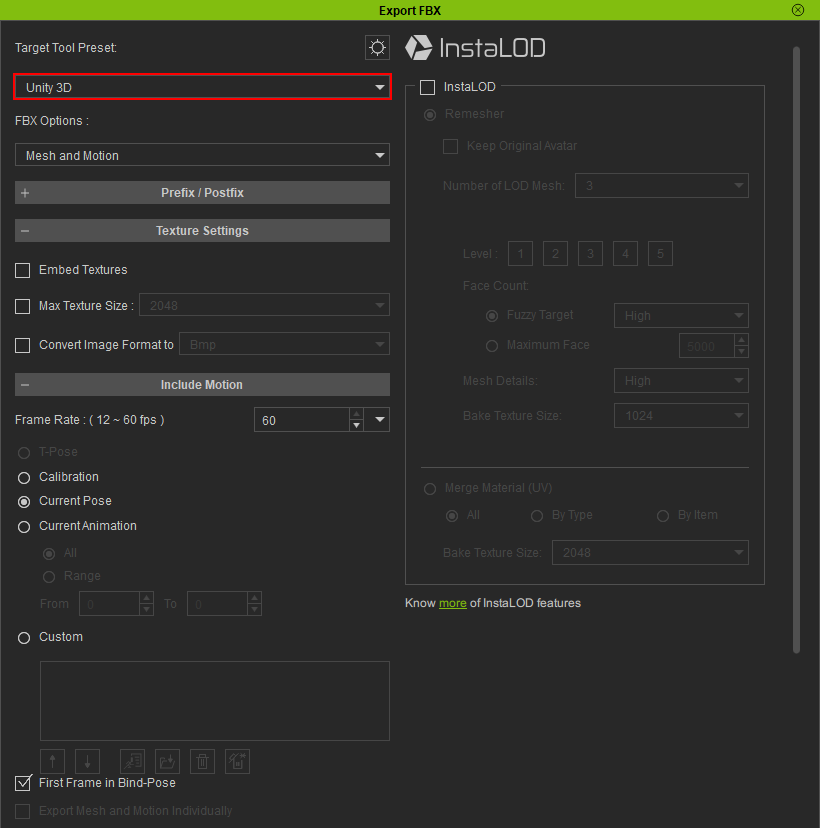 Export FBX
Target Tool Preset:
Unity 3D
FBX Options :
Mesh and Motion
+ Prefix / Postfix
− Texture Settings
Embed Textures
Max Texture Size : 2048
Convert Image Format to Bmp
− Include Motion
Frame Rate : ( 12 ~ 60 fps ) 60
T-Pose
Calibration
Current Pose
Current Animation
All
Range
From 0 To 0
Custom
First Frame in Bind-Pose
Export Mesh and Motion Individually
InstaLOD
InstaLOD
Remesher
Keep Original Avatar
Number of LOD Mesh: 3
Level : 1 2 3 4 5
Face Count:
Fuzzy Target High
Maximum Face 5000
Mesh Details: High
Bake Texture Size: 1024
Merge Material (UV)
All By Type By Item
Bake Texture Size: 2048
Know more of InstaLOD features